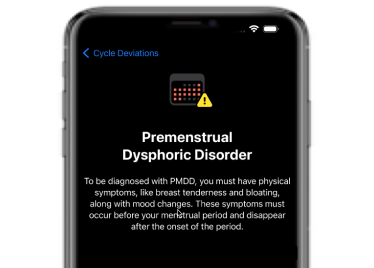 Cycle Deviations
Premenstrual
Dysphoric Disorder
To be diagnosed with PMDD, you must have physical
symptoms, like breast tenderness and bloating,
along with mood changes. These symptoms must
occur before your menstrual period and disappear
after the onset of the period.